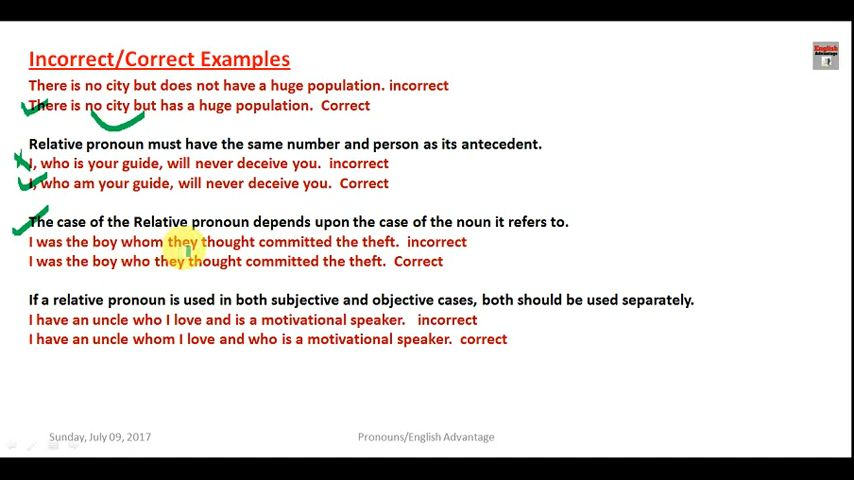 Incorrect/Correct Examples
English
Advantage
There is no city but does not have a huge population. incorrect
There is no city but has a huge population. Correct
Relative pronoun must have the same number and person as its antecedent.
I, who is your guide, will never deceive you. incorrect
I, who am your guide, will never deceive you. Correct
The case of the Relative pronoun depends upon the case of the noun it refers to.
I was the boy whom they thought committed the theft. incorrect
I was the boy who they thought committed the theft. Correct
If a relative pronoun is used in both subjective and objective cases, both should be used separately.
I have an uncle who I love and is a motivational speaker. incorrect
I have an uncle whom I love and who is a motivational speaker. correct
Sunday, July 09, 2017
Pronouns/English Advantage